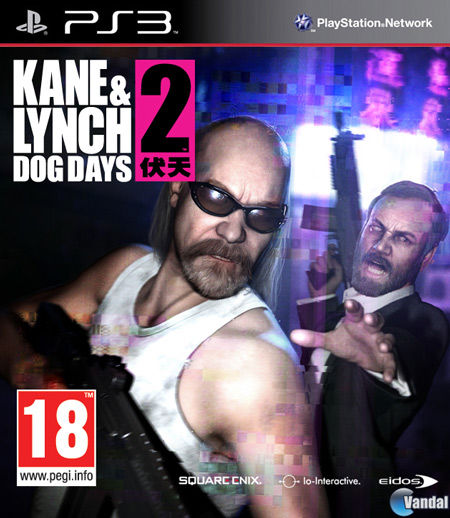 PS3
PlayStation®Network
KANE &
LYNCH
DOG DAYS
2
伏天
18
www.pegi.info
SQUARE ENIX.
Io-Interactive.
eidos
Vandal